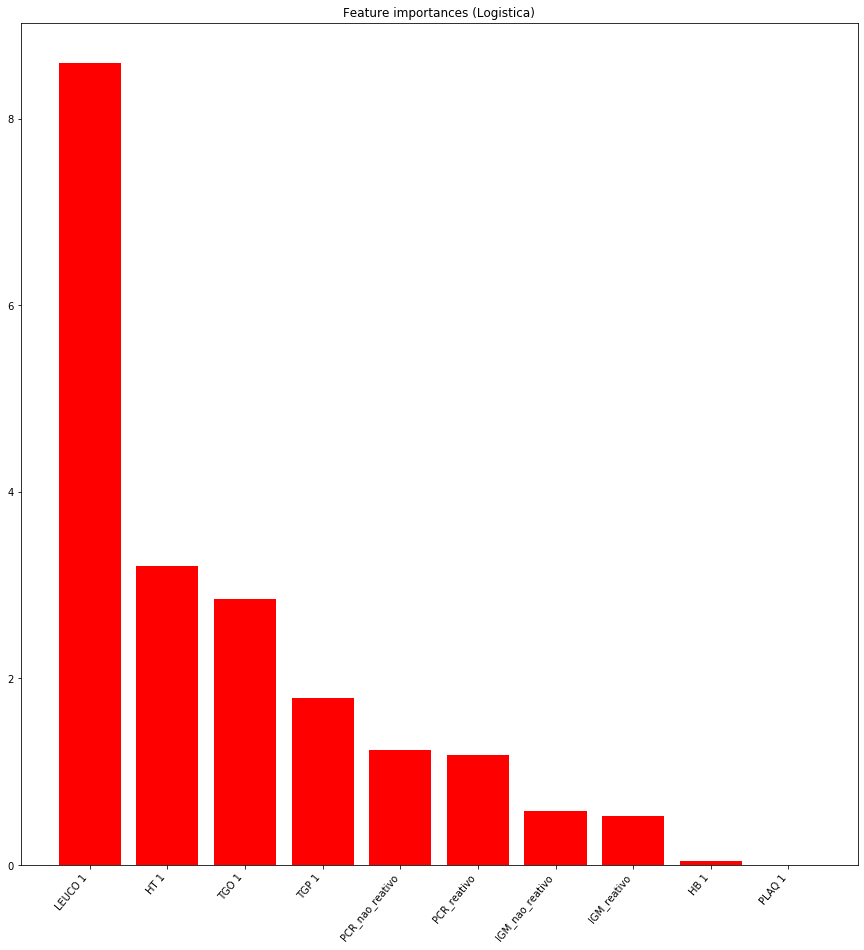 Feature importances (Logistica)
8
6
4
2
0
LEUCO 1
HT 1
TGO 1
TGP 1
PCR_nao_reativo
PCR_reativo
IGM_nao_reativo
IGM_reativo
HB 1
PLAQ 1